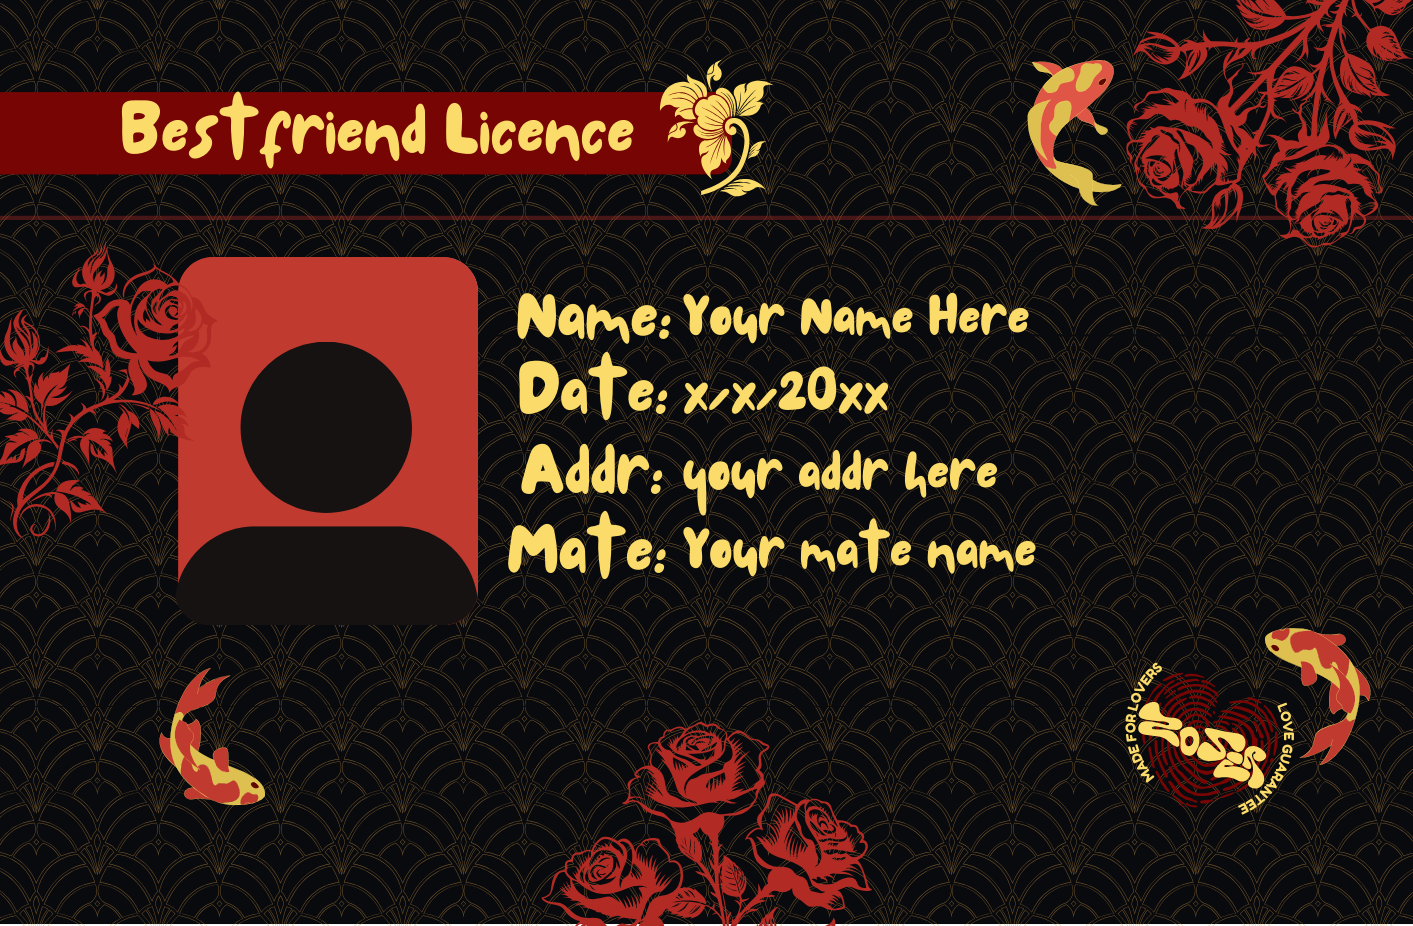 Bestfriend Licence
Name: Your Name Here
Date: x/x/20xx
Addr: your addr here
Mate: Your mate name
MADE FOR LOVERS
LOVE GUARANTEE